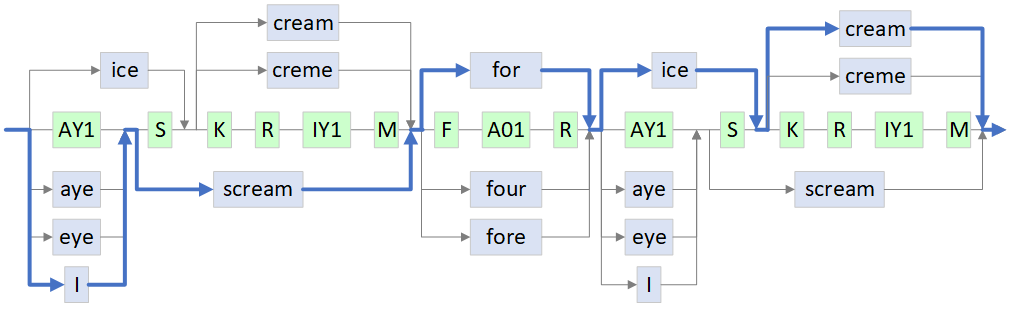 cream cream
ice creme for ice creme
AY1 S K R IY1 M F A01 R AY1 S K R IY1 M
aye scream four aye scream
eye fore eye
I I